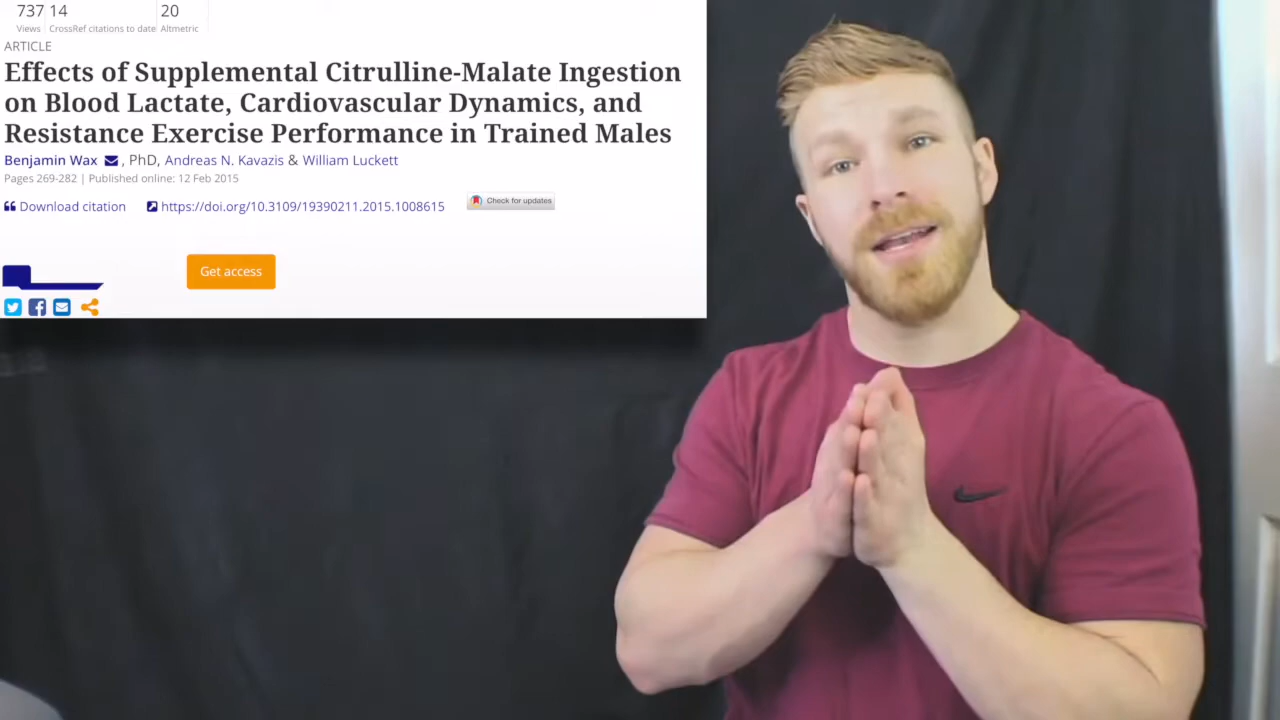 737 14 20
Views CrossRef citations to date Altmetric
ARTICLE
Effects of Supplemental Citrulline-Malate Ingestion
on Blood Lactate, Cardiovascular Dynamics, and
Resistance Exercise Performance in Trained Males
Benjamin Wax , PhD, Andreas N. Kavazis & William Luckett
Pages 269-282 | Published online: 12 Feb 2015
Download citation https://doi.org/10.3109/19390211.2015.1008615 Check for updates
Get access